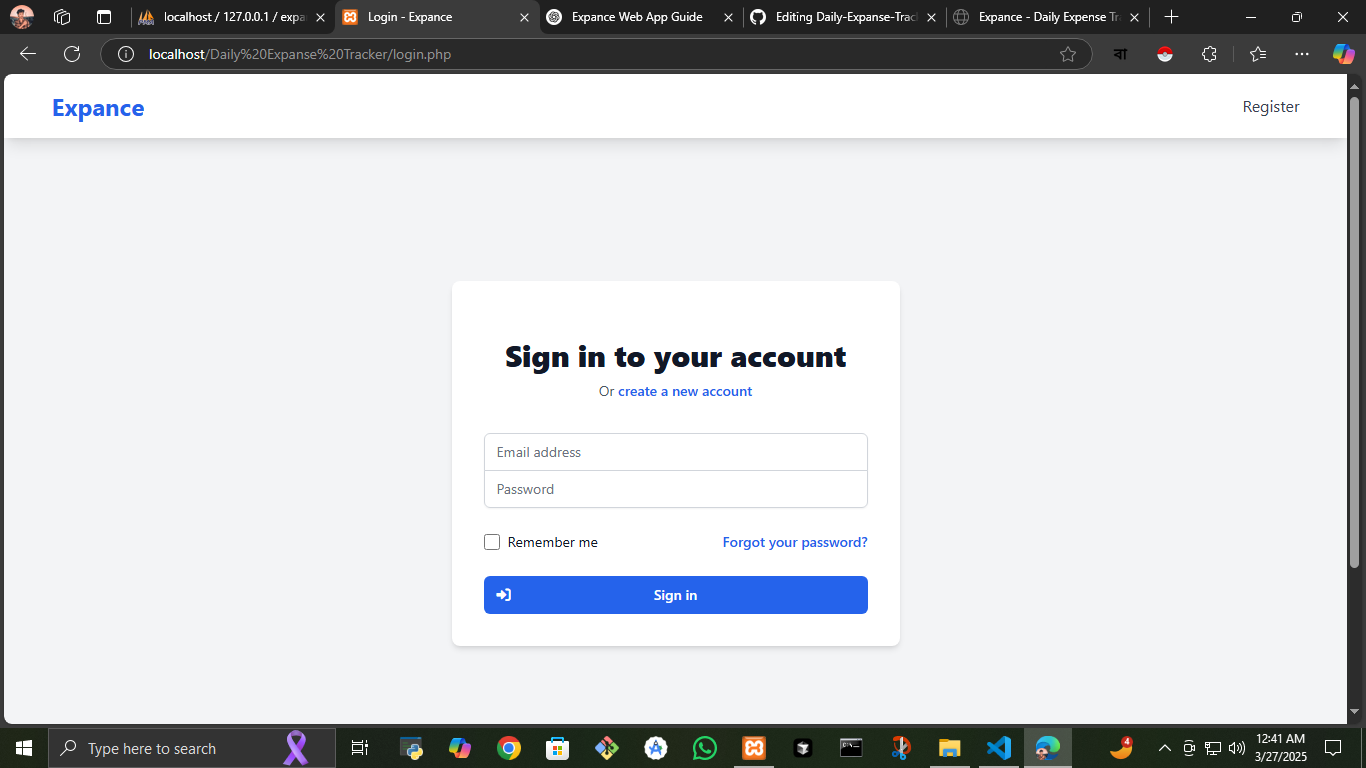 localhost / 127.0.0.1 / expa
Login - Expance
Expance Web App Guide
Editing Daily-Expanse-Trac
Expance - Daily Expense Tr
localhost/Daily%20Expanse%20Tracker/login.php
বা
Expance
Register
Sign in to your account
Or create a new account
Email address
Password
Remember me
Forgot your password?
Sign in
Type here to search
4
12:41 AM
3/27/2025